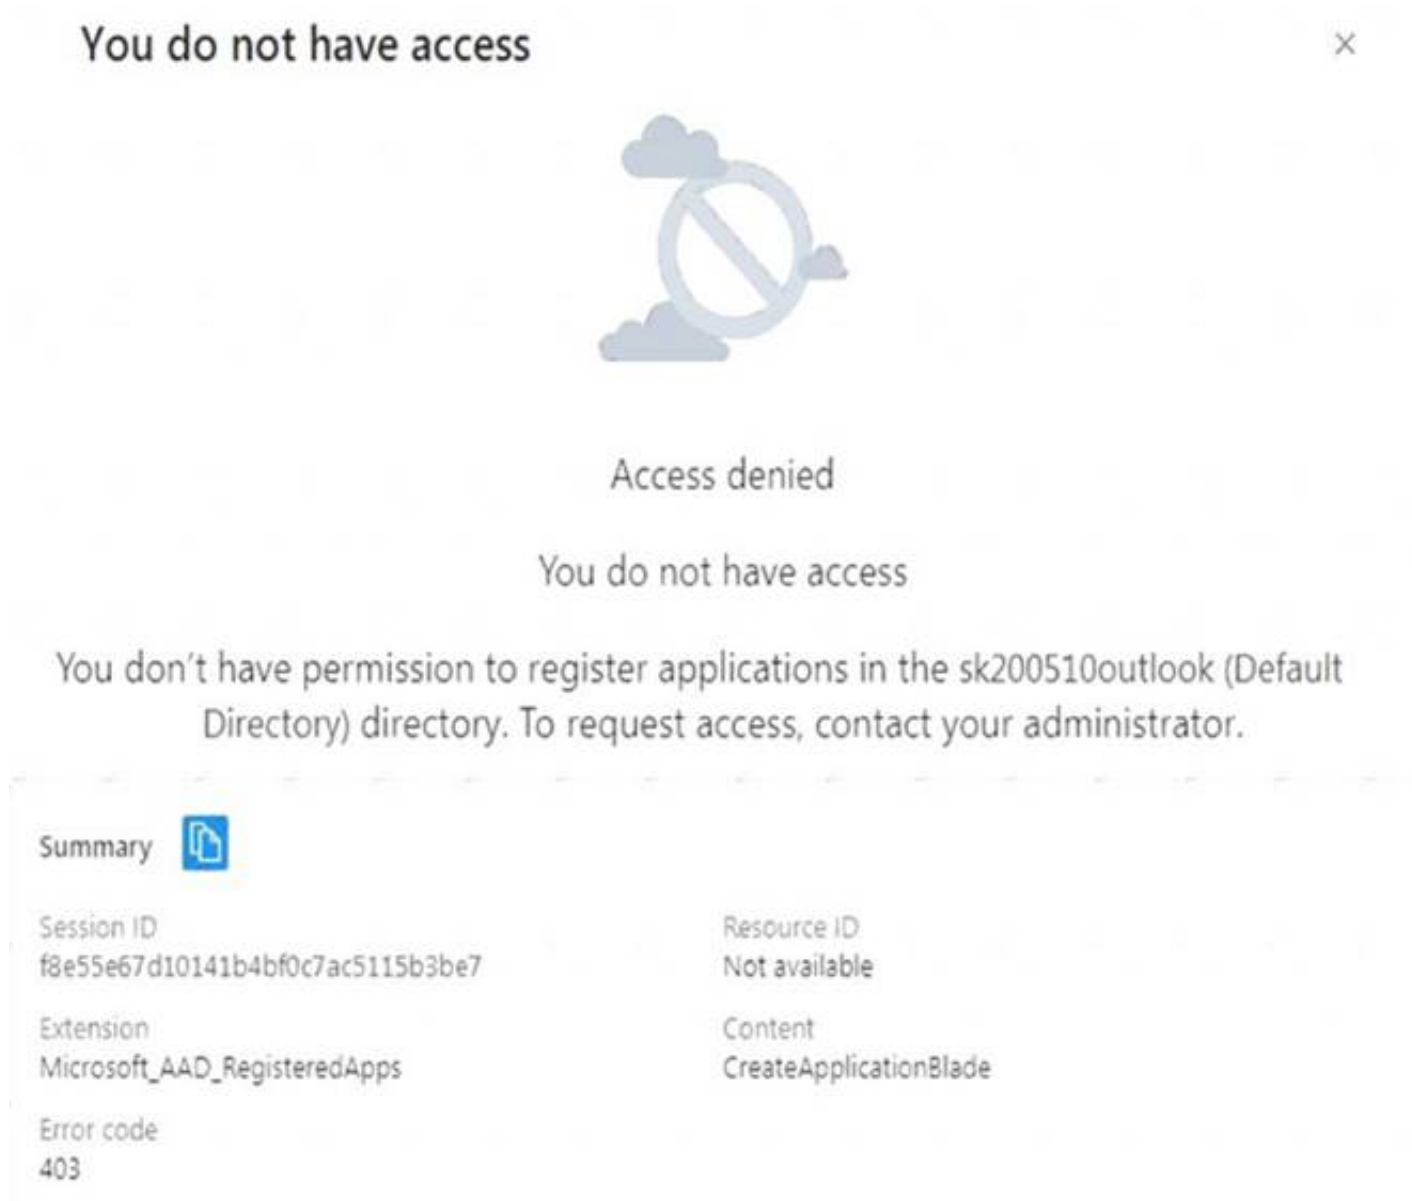 You do not have access
Access denied
You do not have access
You don't have permission to register applications in the sk200510outlook (Default
Directory) directory. To request access, contact your administrator.
Summary
Session ID
Resource ID
f8e55e67d10141b4bf0c7ac5115b3be7
Not available
Extension
Content
Microsoft_AAD_RegisteredApps
CreateApplicationBlade
Error code
403